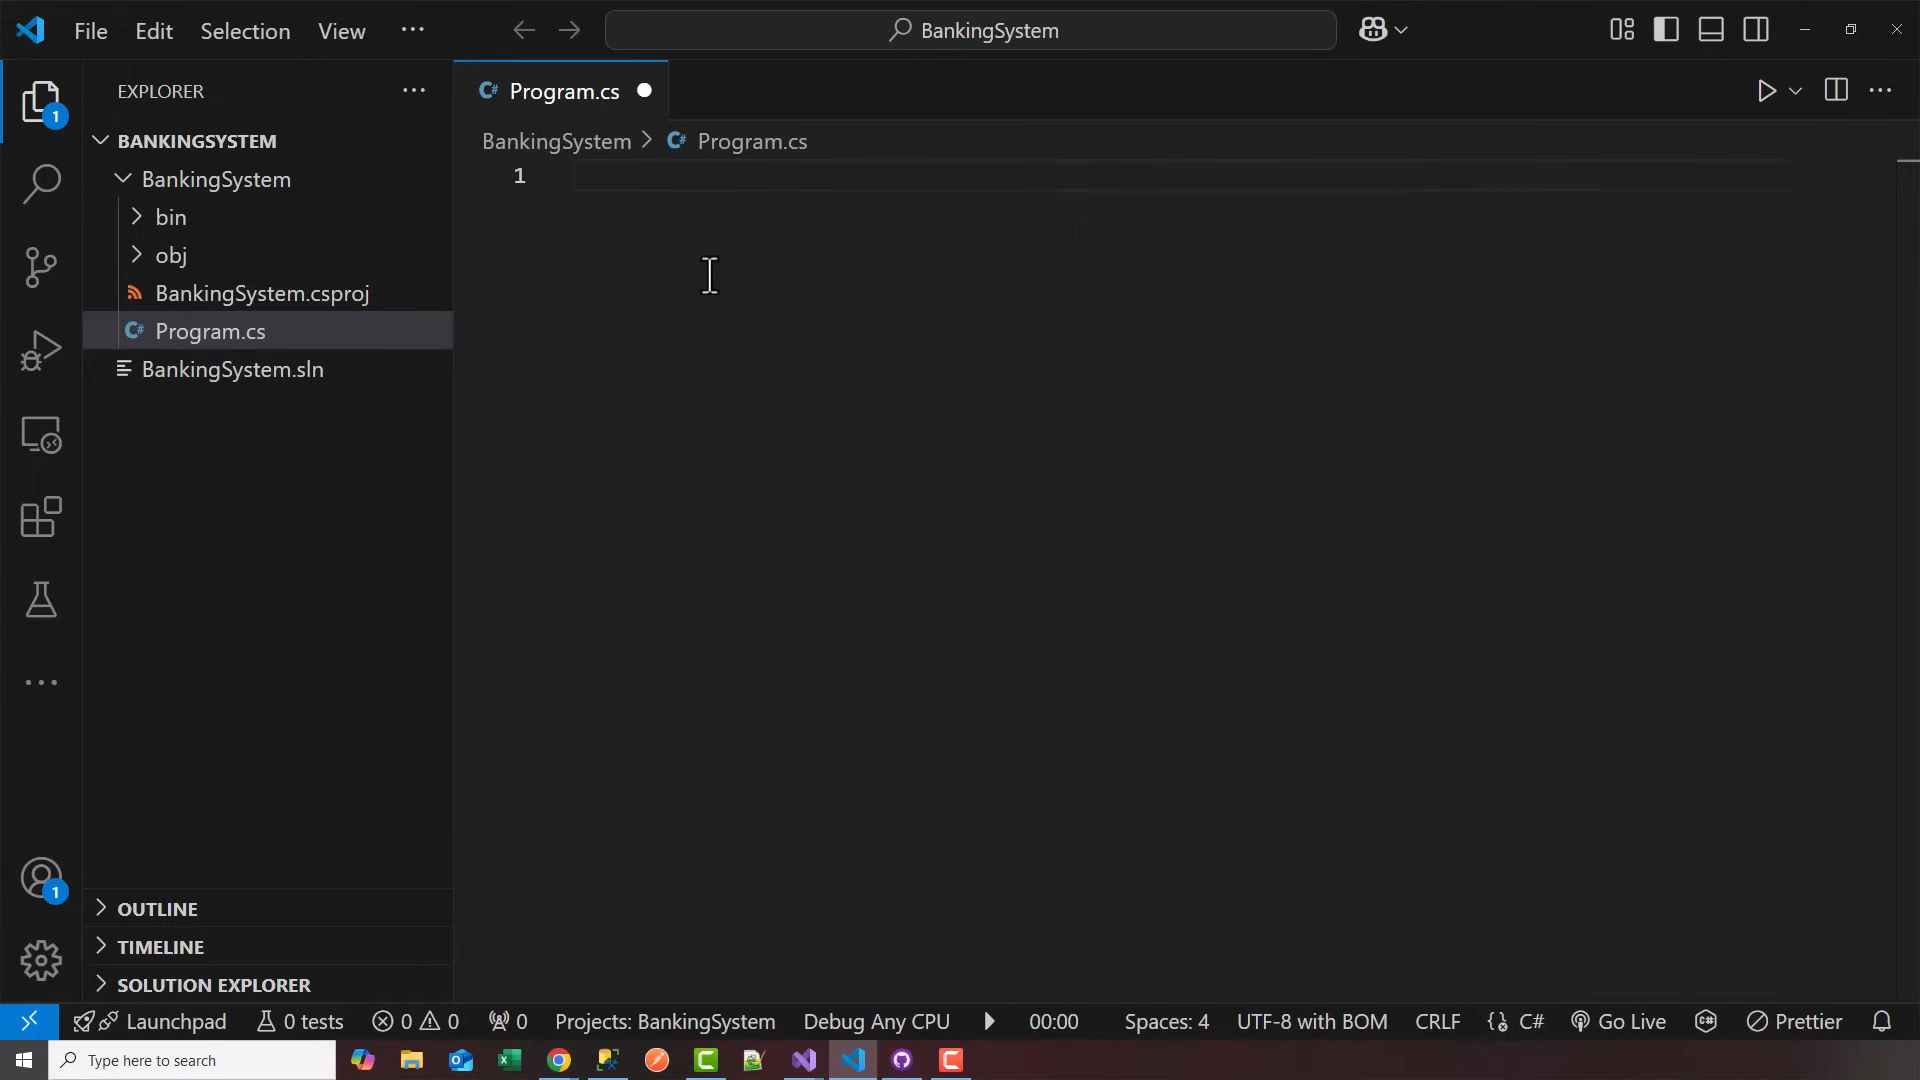 File Edit Selection View ··· BankingSystem
EXPLORER ··· C# Program.cs
BANKINGSYSTEM
BankingSystem > C# Program.cs
1
BankingSystem
bin
obj
BankingSystem.csproj
C# Program.cs
BankingSystem.sln
1
1
OUTLINE
TIMELINE
SOLUTION EXPLORER
Launchpad 0 tests 0 0 0 Projects: BankingSystem Debug Any CPU 00:00 Spaces: 4 UTF-8 with BOM CRLF {} C# Go Live Prettier
Type here to search